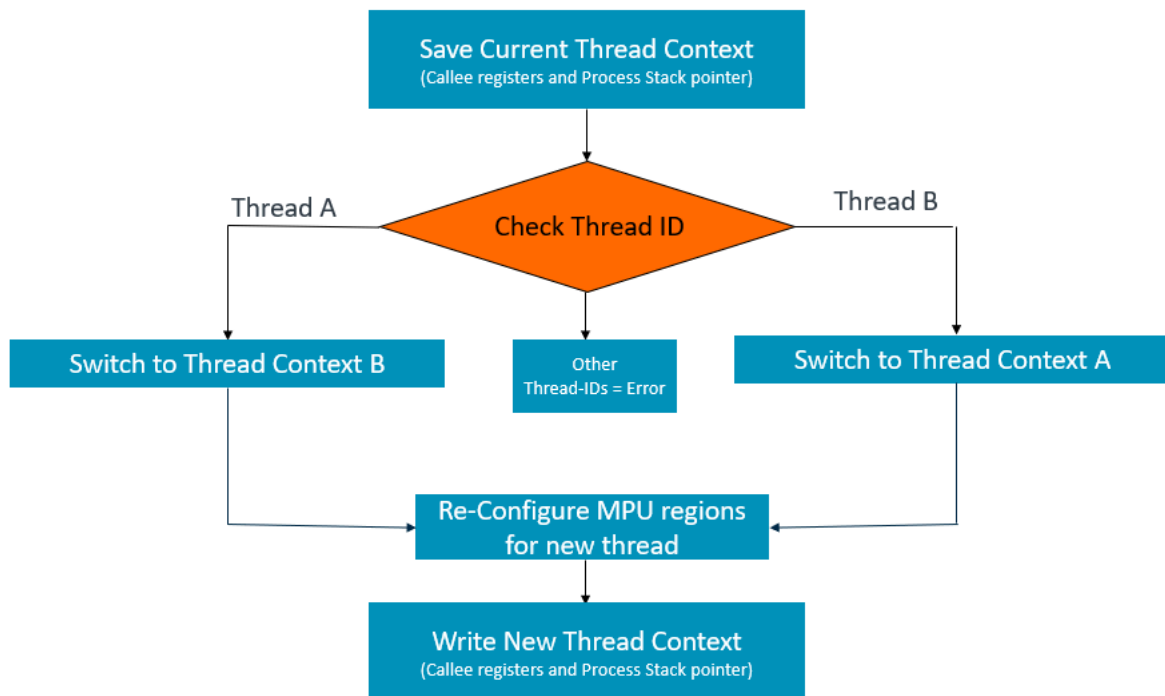 Save Current Thread Context
(Callee registers and Process Stack pointer)
Thread A
Check Thread ID
Thread B
Switch to Thread Context B
Other
Thread-IDs = Error
Switch to Thread Context A
Re-Configure MPU regions
for new thread
Write New Thread Context
(Callee registers and Process Stack pointer)